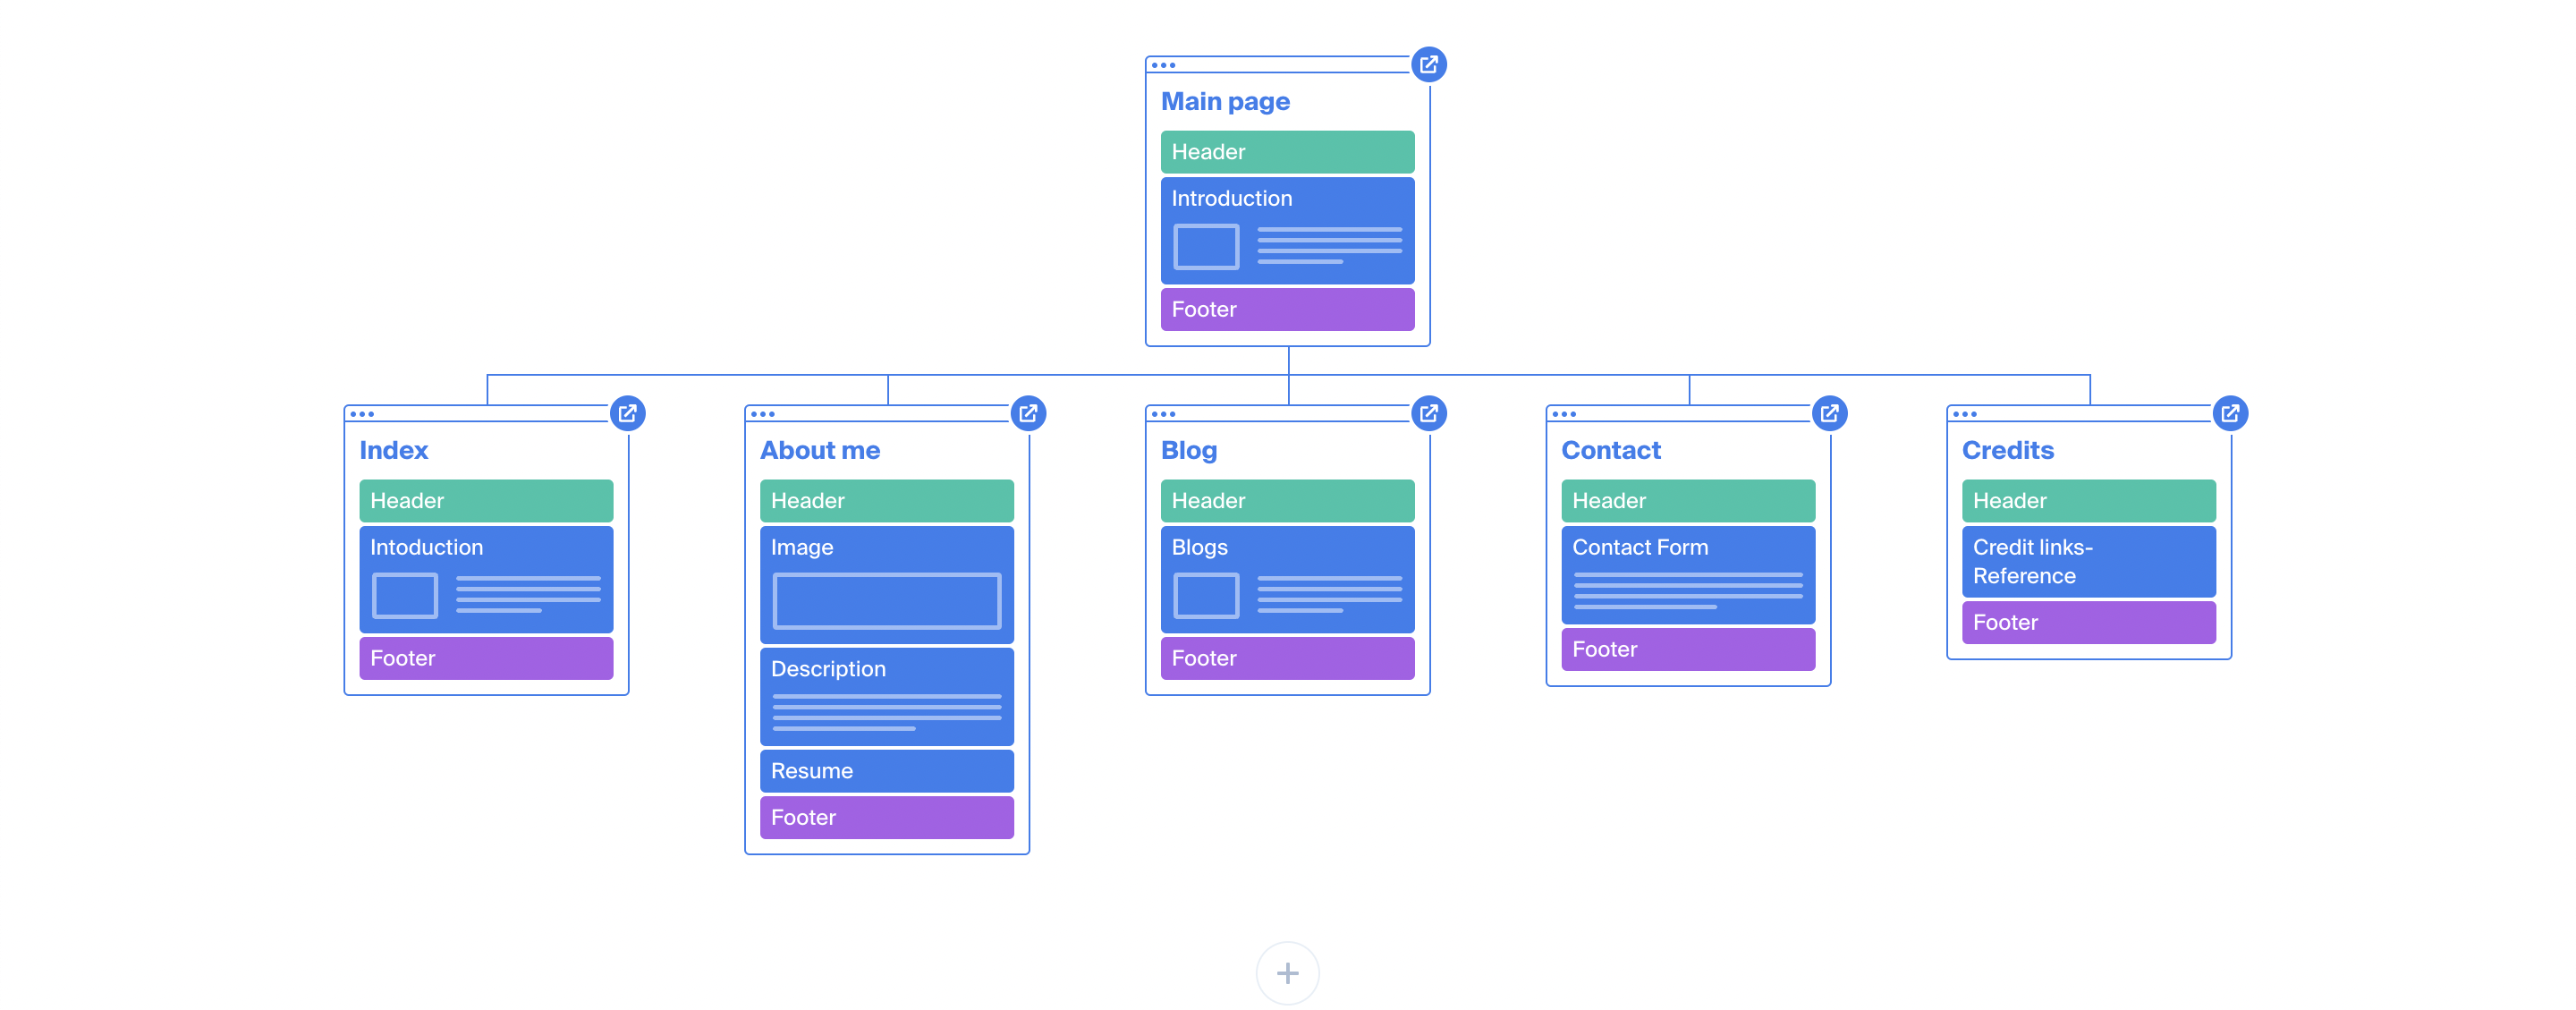 Main page
Header
Introduction
Footer
Index
Header
Intoduction
Footer
About me
Header
Image
Description
Resume
Footer
Blog
Header
Blogs
Footer
Contact
Header
Contact Form
Footer
Credits
Header
Credit links-
Reference
Footer